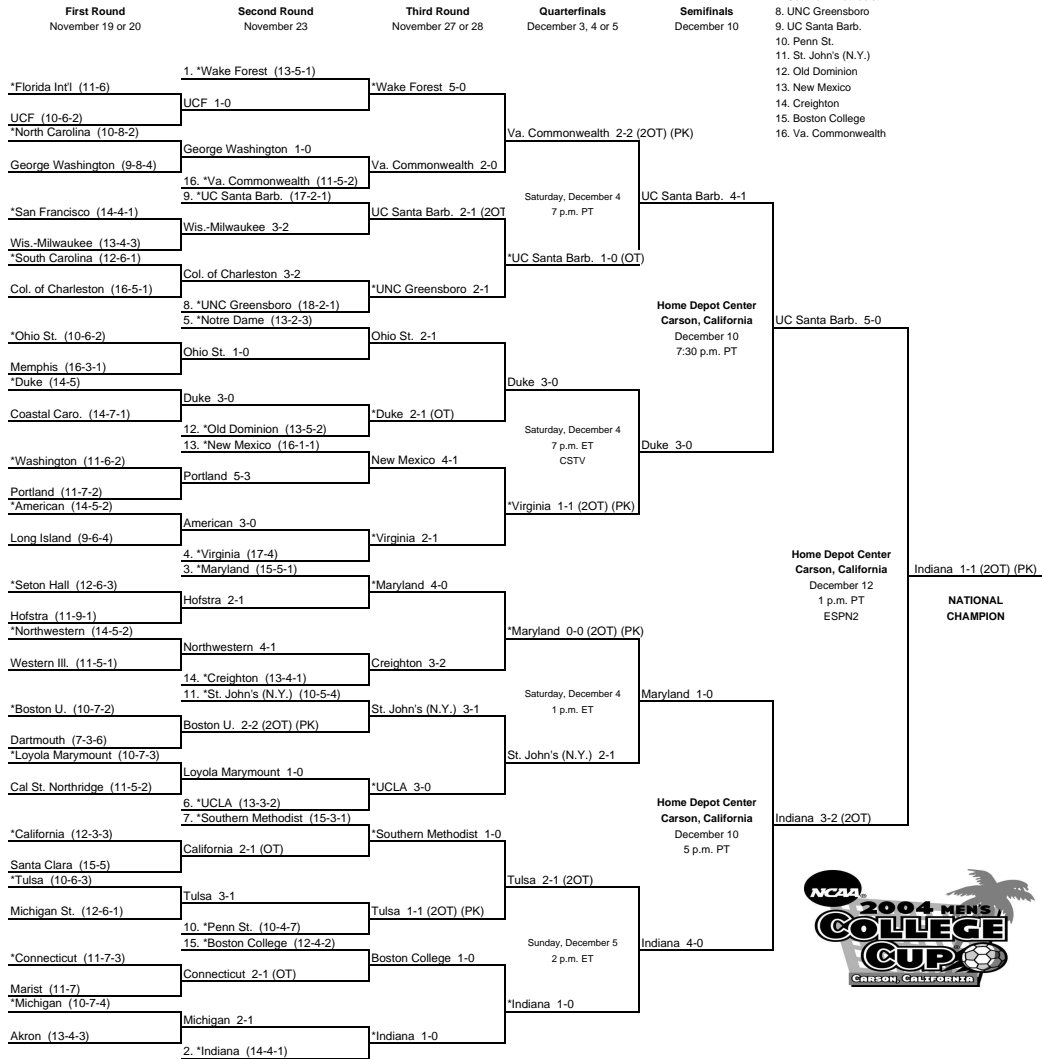 First Round
November 19 or 20
Second Round
November 23
Third Round
November 27 or 28
Quarterfinals
December 3, 4 or 5
Semifinals
December 10
8. UNC Greensboro
9. UC Santa Barb.
10. Penn St.
11. St. John's (N.Y.)
12. Old Dominion
13. New Mexico
14. Creighton
15. Boston College
16. Va. Commonwealth
*Florida Int'l (11-6)
UCF (10-6-2)
*North Carolina (10-8-2)
George Washington (9-8-4)
*San Francisco (14-4-1)
Wis.-Milwaukee (13-4-3)
*South Carolina (12-6-1)
Col. of Charleston (16-5-1)
*Ohio St. (10-6-2)
Memphis (16-3-1)
*Duke (14-5)
Coastal Caro. (14-7-1)
*Washington (11-6-2)
Portland (11-7-2)
*American (14-5-2)
Long Island (9-6-4)
*Seton Hall (12-6-3)
Hofstra (11-9-1)
*Northwestern (14-5-2)
Western Ill. (11-5-1)
*Boston U. (10-7-2)
Dartmouth (7-3-6)
*Loyola Marymount (10-7-3)
Cal St. Northridge (11-5-2)
*California (12-3-3)
Santa Clara (15-5)
*Tulsa (10-6-3)
Michigan St. (12-6-1)
*Connecticut (11-7-3)
Marist (11-7)
*Michigan (10-7-4)
Akron (13-4-3)
1. *Wake Forest (13-5-1)
UCF 1-0
George Washington 1-0
16. *Va. Commonwealth (11-5-2)
9. *UC Santa Barb. (17-2-1)
Wis.-Milwaukee 3-2
Col. of Charleston 3-2
8. *UNC Greensboro (18-2-1)
5. *Notre Dame (13-2-3)
Ohio St. 1-0
Duke 3-0
12. *Old Dominion (13-5-2)
13. *New Mexico (16-1-1)
Portland 5-3
American 3-0
4. *Virginia (17-4)
3. *Maryland (15-5-1)
Hofstra 2-1
Northwestern 4-1
14. *Creighton (13-4-1)
11. *St. John's (N.Y.) (10-5-4)
Boston U. 2-2 (2OT) (PK)
Loyola Marymount 1-0
6. *UCLA (13-3-2)
7. *Southern Methodist (15-3-1)
California 2-1 (OT)
Tulsa 3-1
10. *Penn St. (10-4-7)
15. *Boston College (12-4-2)
Connecticut 2-1 (OT)
Michigan 2-1
2. *Indiana (14-4-1)
*Wake Forest 5-0
Va. Commonwealth 2-0
UC Santa Barb. 2-1 (2OT
*UNC Greensboro 2-1
Ohio St. 2-1
*Duke 2-1 (OT)
New Mexico 4-1
*Virginia 2-1
*Maryland 4-0
Creighton 3-2
St. John's (N.Y.) 3-1
*UCLA 3-0
*Southern Methodist 1-0
Tulsa 1-1 (2OT) (PK)
Boston College 1-0
*Indiana 1-0
Va. Commonwealth 2-2 (2OT) (PK)
Saturday, December 4
7 p.m. PT
*UC Santa Barb. 1-0 (OT)
Duke 3-0
Saturday, December 4
7 p.m. ET
CSTV
*Virginia 1-1 (2OT) (PK)
*Maryland 0-0 (2OT) (PK)
Saturday, December 4
1 p.m. ET
St. John's (N.Y.) 2-1
Tulsa 2-1 (2OT)
Sunday, December 5
2 p.m. ET
*Indiana 1-0
UC Santa Barb. 4-1
Home Depot Center
Carson, California
December 10
7:30 p.m. PT
Duke 3-0
Maryland 1-0
Home Depot Center
Carson, California
December 10
5 p.m. PT
Indiana 4-0
UC Santa Barb. 5-0
Home Depot Center
Carson, California
December 12
1 p.m. PT
ESPN2
Indiana 3-2 (2OT)
Indiana 1-1 (2OT) (PK)
NATIONAL
CHAMPION
NCAA®
2004 MEN'S
COLLEGE
CUP
CARSON, CALIFORNIA